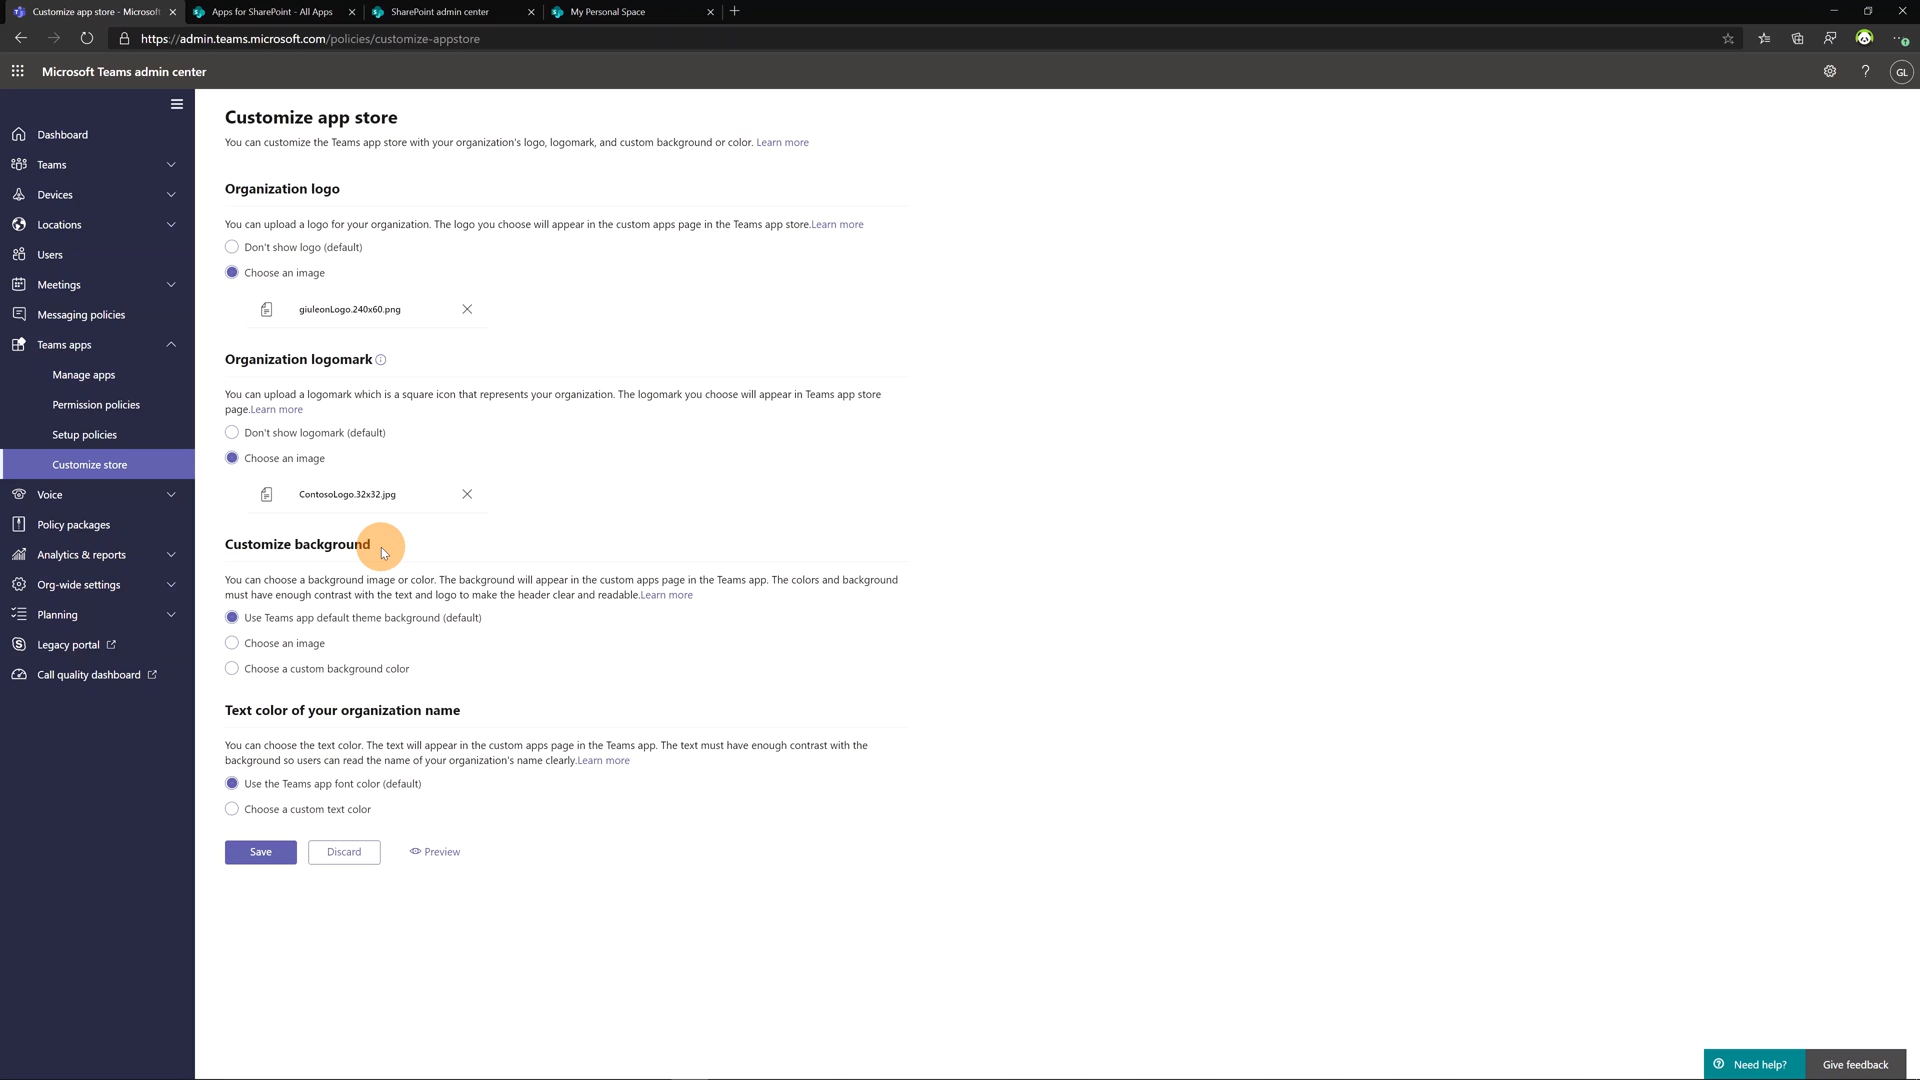 Customize app store - Microsoft
Apps for SharePoint - All Apps
SharePoint admin center
My Personal Space
https://admin.teams.microsoft.com/policies/customize-appstore
Microsoft Teams admin center
GL
Dashboard
Teams
Devices
Locations
Users
Meetings
Messaging policies
Teams apps
Manage apps
Permission policies
Setup policies
Customize store
Voice
Policy packages
Analytics & reports
Org-wide settings
Planning
Legacy portal
Call quality dashboard
Customize app store
You can customize the Teams app store with your organization's logo, logomark, and custom background or color. Learn more
Organization logo
You can upload a logo for your organization. The logo you choose will appear in the custom apps page in the Teams app store.Learn more
Don't show logo (default)
Choose an image
giuleonLogo.240x60.png
Organization logomark
You can upload a logomark which is a square icon that represents your organization. The logomark you choose will appear in Teams app store
page.Learn more
Don't show logomark (default)
Choose an image
ContosoLogo.32x32.jpg
Customize background
You can choose a background image or color. The background will appear in the custom apps page in the Teams app. The colors and background
must have enough contrast with the text and logo to make the header clear and readable.Learn more
Use Teams app default theme background (default)
Choose an image
Choose a custom background color
Text color of your organization name
You can choose the text color. The text will appear in the custom apps page in the Teams app. The text must have enough contrast with the
background so users can read the name of your organization's name clearly.Learn more
Use the Teams app font color (default)
Choose a custom text color
Save
Discard
Preview
Need help?
Give feedback